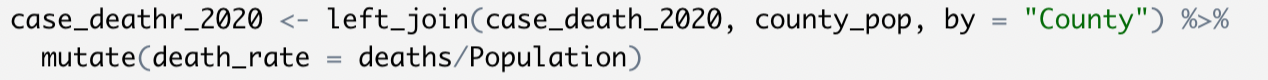 case_deathr_2020 <- left_join(case_death_2020, county_pop, by = "County") %>%
  mutate(death_rate = deaths/Population)